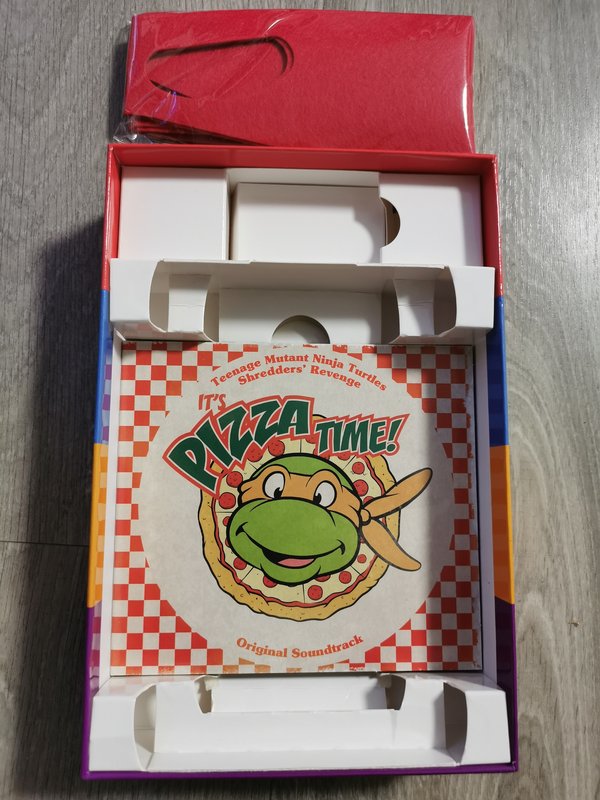 Teenage Mutant Ninja Turtles
Shredders' Revenge
IT'S
PIZZA TIME!
Original Soundtrack